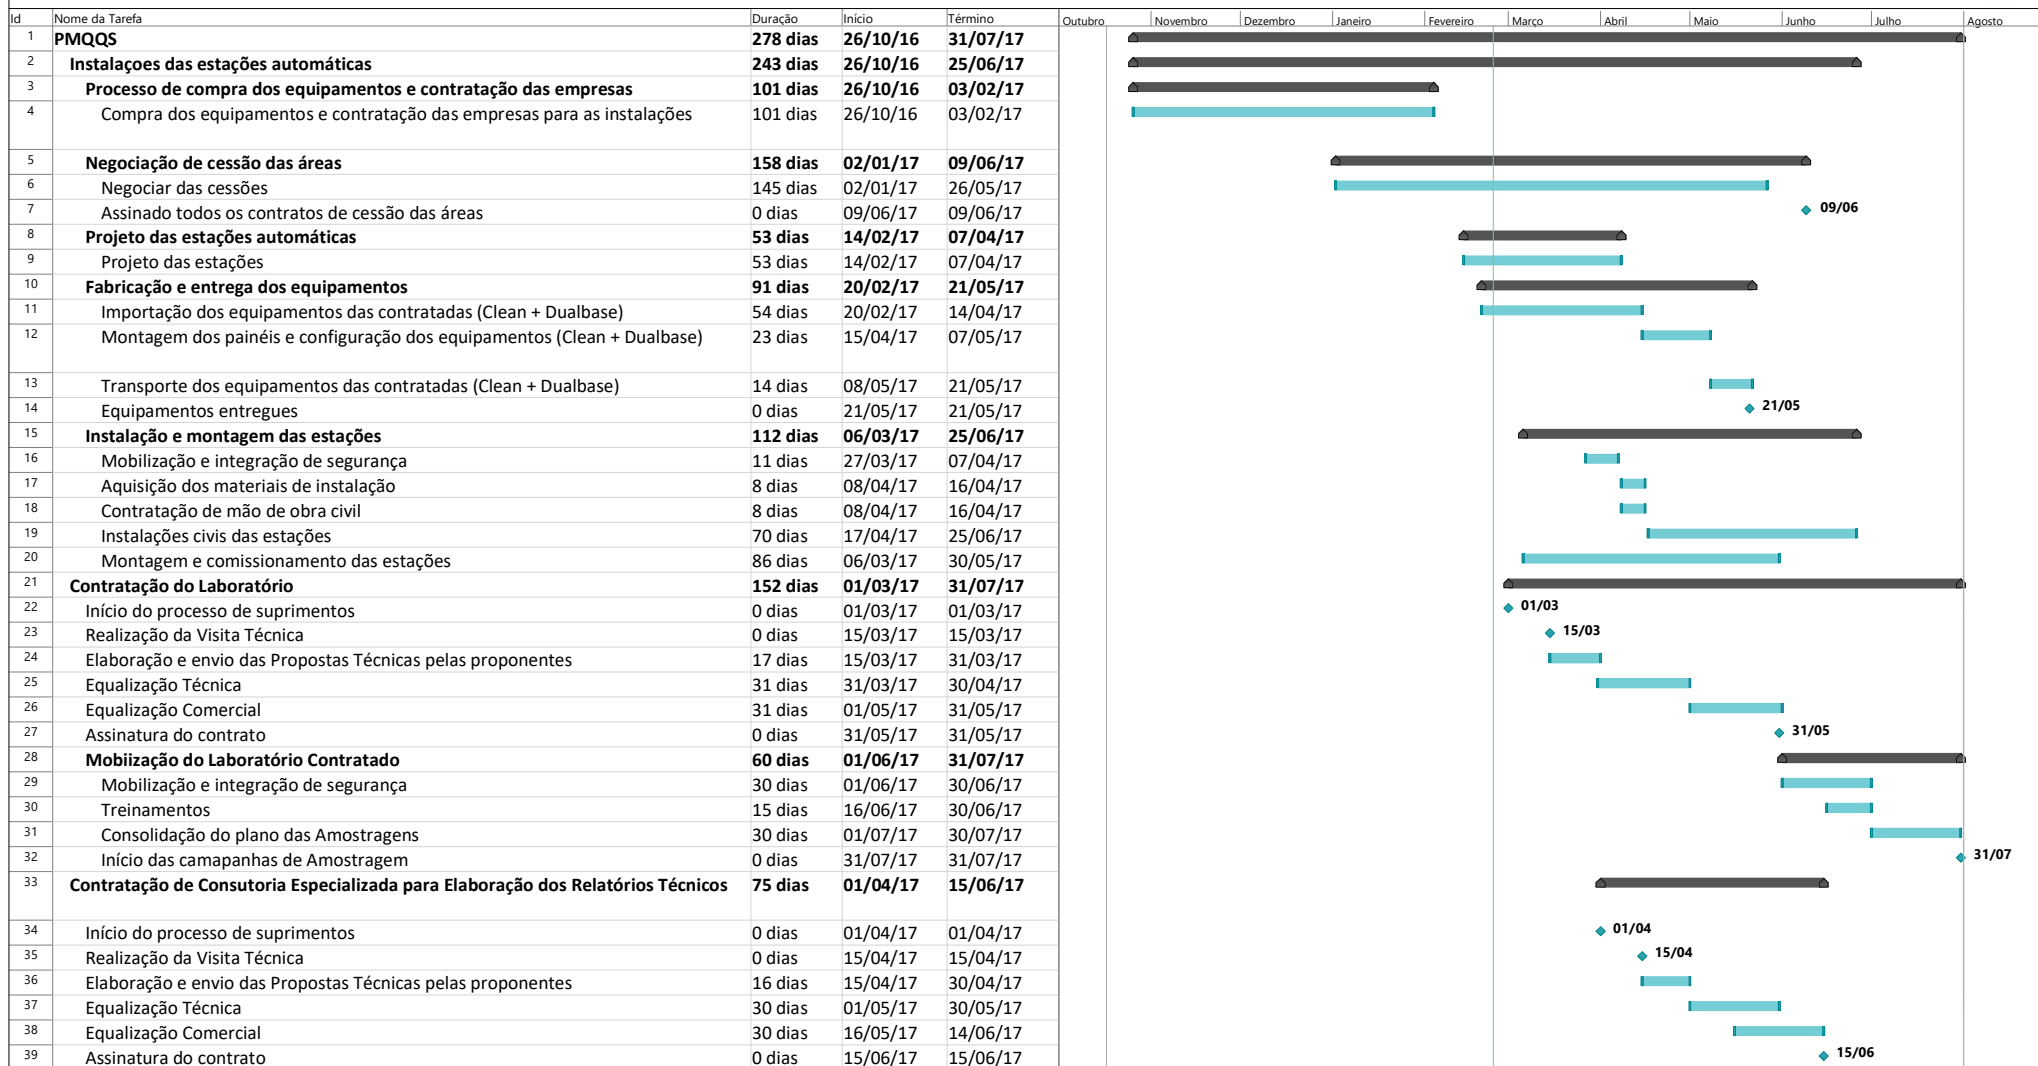 Id Nome da Tarefa Duração Início Término Outubro Novembro Dezembro Janeiro Fevereiro Março Abril Maio Junho Julho Agosto
1 PMQQS 278 dias 26/10/16 31/07/17
2 Instalaçoes das estações automáticas 243 dias 26/10/16 25/06/17
3 Processo de compra dos equipamentos e contratação das empresas 101 dias 26/10/16 03/02/17
4 Compra dos equipamentos e contratação das empresas para as instalações 101 dias 26/10/16 03/02/17
5 Negociação de cessão das áreas 158 dias 02/01/17 09/06/17
6 Negociar das cessões 145 dias 02/01/17 26/05/17
7 Assinado todos os contratos de cessão das áreas 0 dias 09/06/17 09/06/17 09/06
8 Projeto das estações automáticas 53 dias 14/02/17 07/04/17
9 Projeto das estações 53 dias 14/02/17 07/04/17
10 Fabricação e entrega dos equipamentos 91 dias 20/02/17 21/05/17
11 Importação dos equipamentos das contratadas (Clean + Dualbase) 54 dias 20/02/17 14/04/17
12 Montagem dos painéis e configuração dos equipamentos (Clean + Dualbase) 23 dias 15/04/17 07/05/17
13 Transporte dos equipamentos das contratadas (Clean + Dualbase) 14 dias 08/05/17 21/05/17
14 Equipamentos entregues 0 dias 21/05/17 21/05/17 21/05
15 Instalação e montagem das estações 112 dias 06/03/17 25/06/17
16 Mobilização e integração de segurança 11 dias 27/03/17 07/04/17
17 Aquisição dos materiais de instalação 8 dias 08/04/17 16/04/17
18 Contratação de mão de obra civil 8 dias 08/04/17 16/04/17
19 Instalações civis das estações 70 dias 17/04/17 25/06/17
20 Montagem e comissionamento das estações 86 dias 06/03/17 30/05/17
21 Contratação do Laboratório 152 dias 01/03/17 31/07/17
22 Início do processo de suprimentos 0 dias 01/03/17 01/03/17 01/03
23 Realização da Visita Técnica 0 dias 15/03/17 15/03/17 15/03
24 Elaboração e envio das Propostas Técnicas pelas proponentes 17 dias 15/03/17 31/03/17
25 Equalização Técnica 31 dias 31/03/17 30/04/17
26 Equalização Comercial 31 dias 01/05/17 31/05/17
27 Assinatura do contrato 0 dias 31/05/17 31/05/17 31/05
28 Mobiização do Laboratório Contratado 60 dias 01/06/17 31/07/17
29 Mobilização e integração de segurança 30 dias 01/06/17 30/06/17
30 Treinamentos 15 dias 16/06/17 30/06/17
31 Consolidação do plano das Amostragens 30 dias 01/07/17 30/07/17
32 Início das camapanhas de Amostragem 0 dias 31/07/17 31/07/17 31/07
33 Contratação de Consutoria Especializada para Elaboração dos Relatórios Técnicos 75 dias 01/04/17 15/06/17
34 Início do processo de suprimentos 0 dias 01/04/17 01/04/17 01/04
35 Realização da Visita Técnica 0 dias 15/04/17 15/04/17 15/04
36 Elaboração e envio das Propostas Técnicas pelas proponentes 16 dias 15/04/17 30/04/17
37 Equalização Técnica 30 dias 01/05/17 30/05/17
38 Equalização Comercial 30 dias 16/05/17 14/06/17
39 Assinatura do contrato 0 dias 15/06/17 15/06/17 15/06